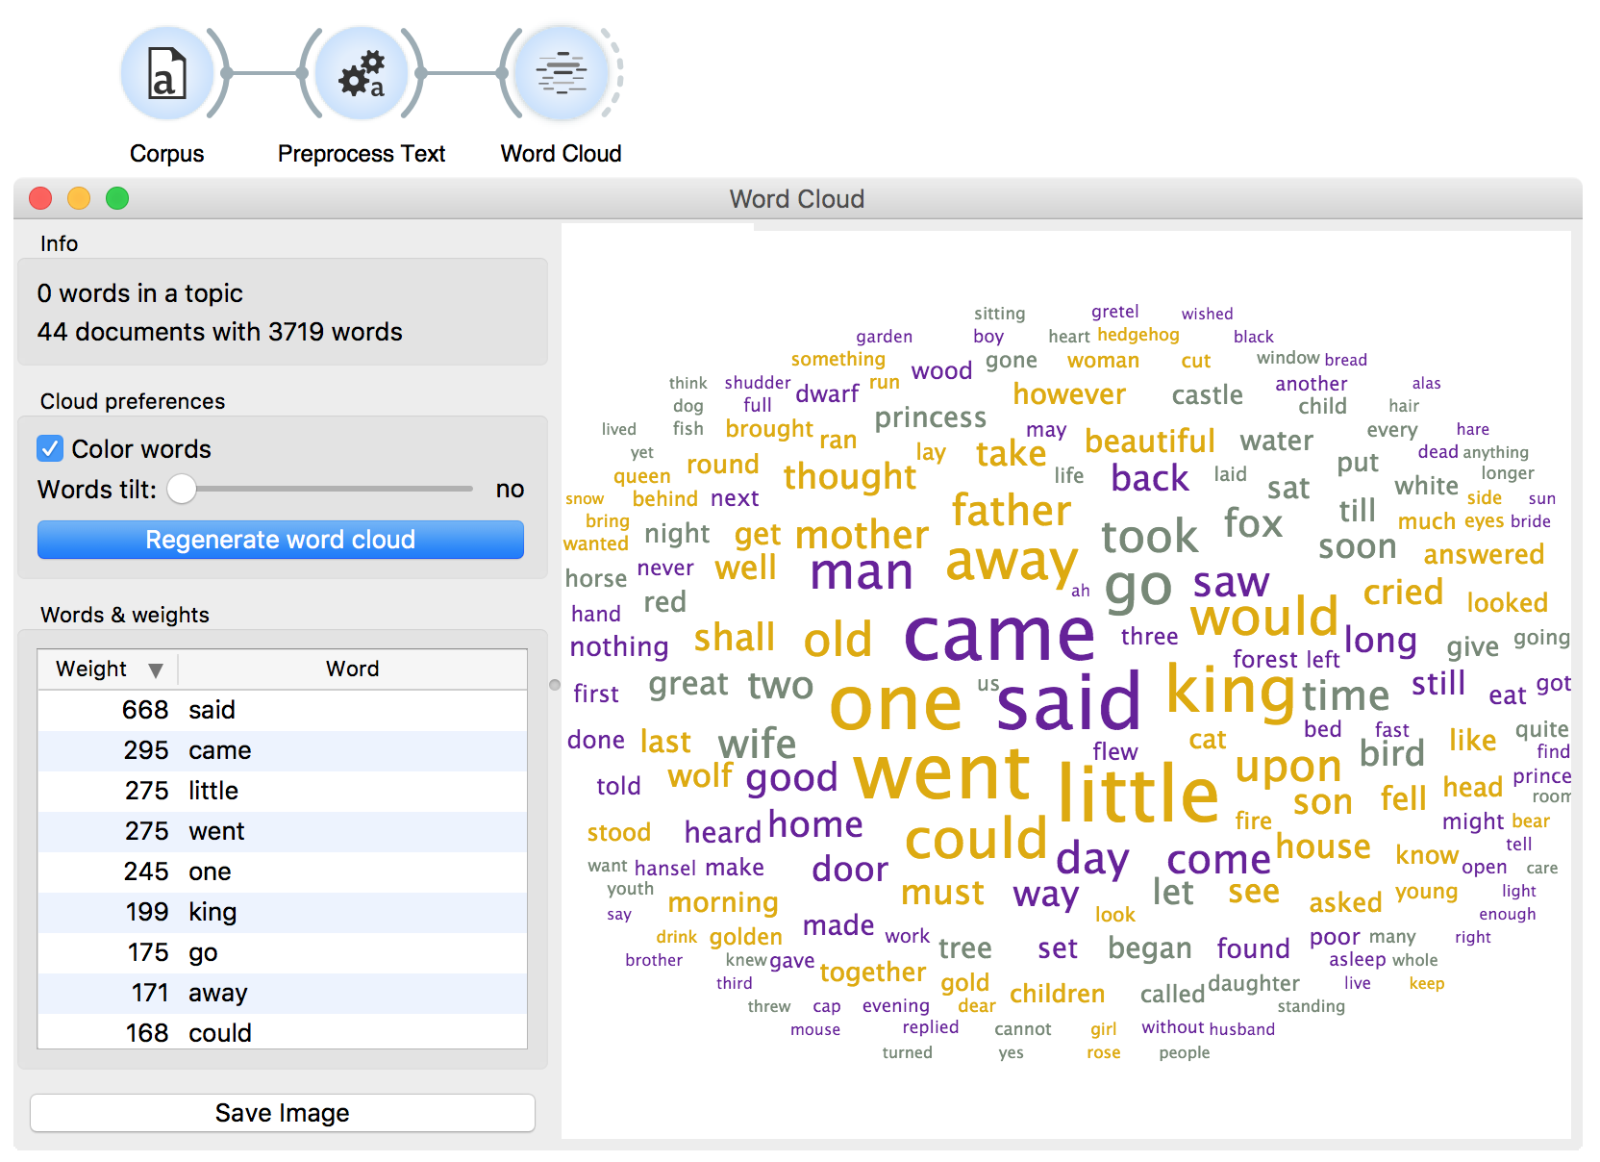 a
a
Corpus
Preprocess Text
Word Cloud
Word Cloud
Info
0 words in a topic
44 documents with 3719 words
Cloud preferences
Color words
Words tilt: no
Regenerate word cloud
Words & weights
Weight Word
668 said
295 came
275 little
275 went
245 one
199 king
175 go
171 away
168 could
Save Image
sitting gretel wished
garden boy heart hedgehog black
something gone woman cut window bread
think shudder dwarf run wood however castle another alas
dog full princess child hair
lived fish brought ran may beautiful water every hare
yet queen round thought lay take life back laid sat put dead anything
snow behind next father white side longer sun
bring night get mother took fox till much eyes bride
wanted soon answered
horse never well man away ah go saw cried looked
hand red would
nothing shall old came three long give going
forest left
first great two one us said king time still eat got
done last wife flew cat bed fast bird like quite
find
told wolf good went little upon son fell head prince
room
stood heard home could fire house might bear
want hansel make door day come know open tell care
youth morning must way let see asked young light
say look enough
drink golden made work tree set began found poor many right
brother knew gave together asleep whole
third gold children called daughter live keep
threw cap evening dear standing
mouse replied cannot girl without husband
turned yes rose people